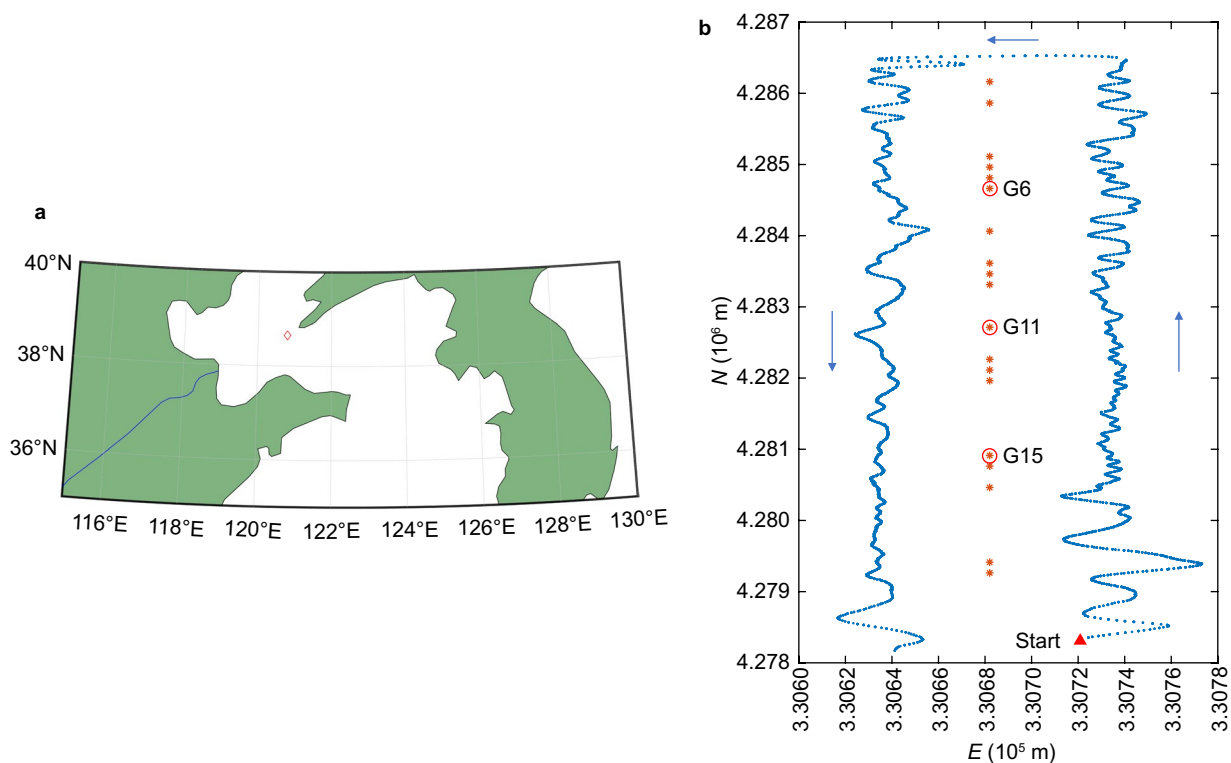 a
40°N
38°N
36°N
116°E
118°E
120°E
122°E
124°E
126°E
128°E
130°E
b
4.287
4.286
4.285
4.284
4.283
4.282
4.281
4.280
4.279
4.278
N (10⁶ m)
G6
G11
G15
Start
3.3060
3.3062
3.3064
3.3066
3.3068
3.3070
3.3072
3.3074
3.3076
3.3078
E (10⁵ m)